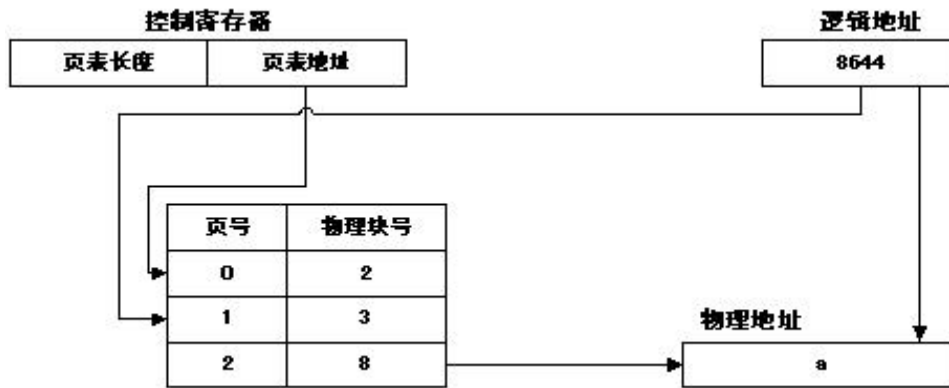 控制寄存器 逻辑地址
页表长度 页表地址 8644
页号 物理块号
0 2
1 3
物理地址
2 8 a